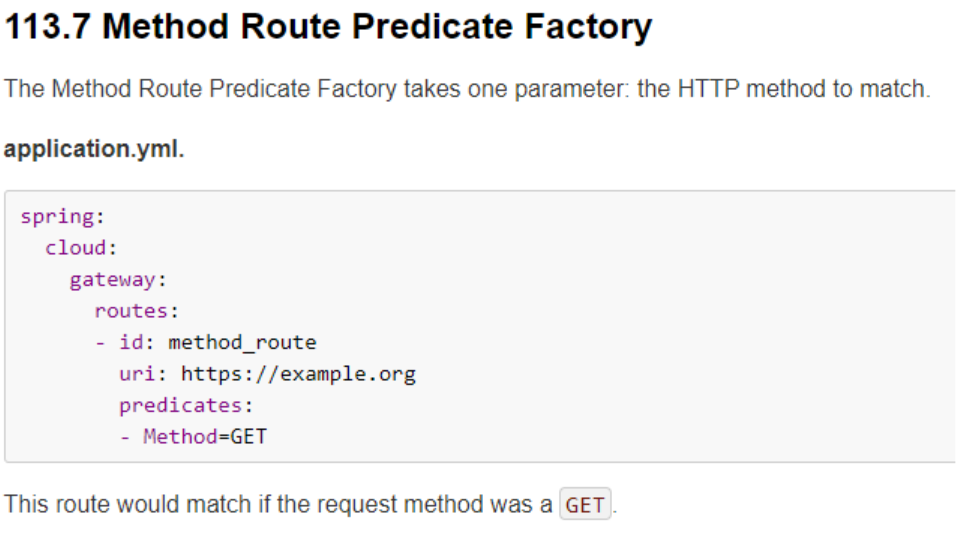 113.7 Method Route Predicate Factory
The Method Route Predicate Factory takes one parameter: the HTTP method to match.
application.yml.
spring:
  cloud:
    gateway:
      routes:
      - id: method_route
        uri: https://example.org
        predicates:
        - Method=GET
This route would match if the request method was a GET.